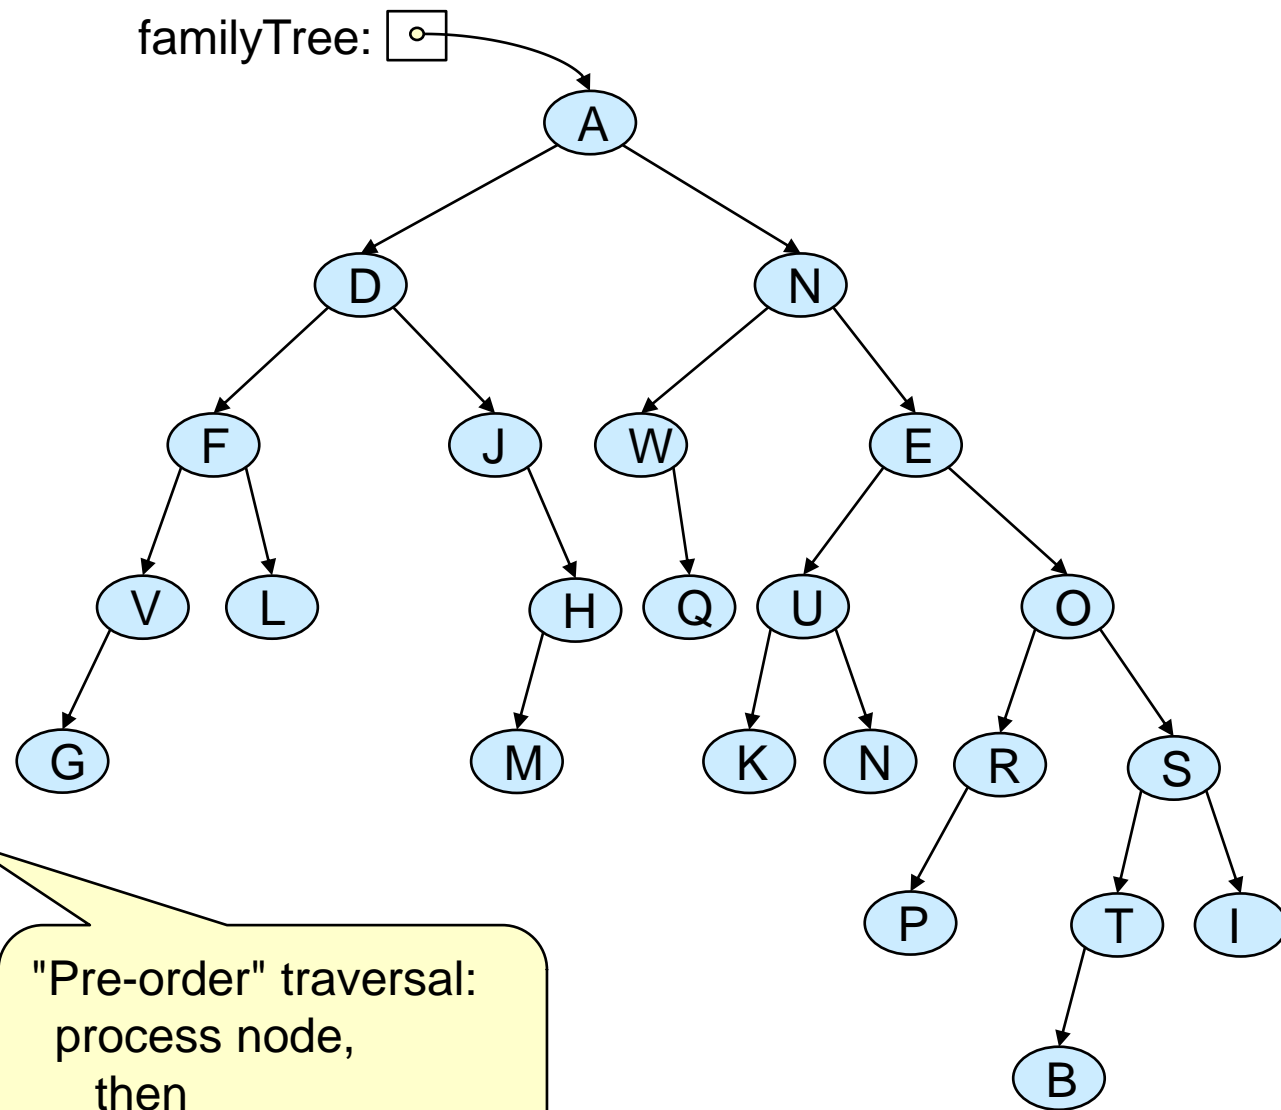 familyTree:
A
D N
F J W E
V L H Q U O
G M K N R S
P T I
B
"Pre-order" traversal:
process node,
then